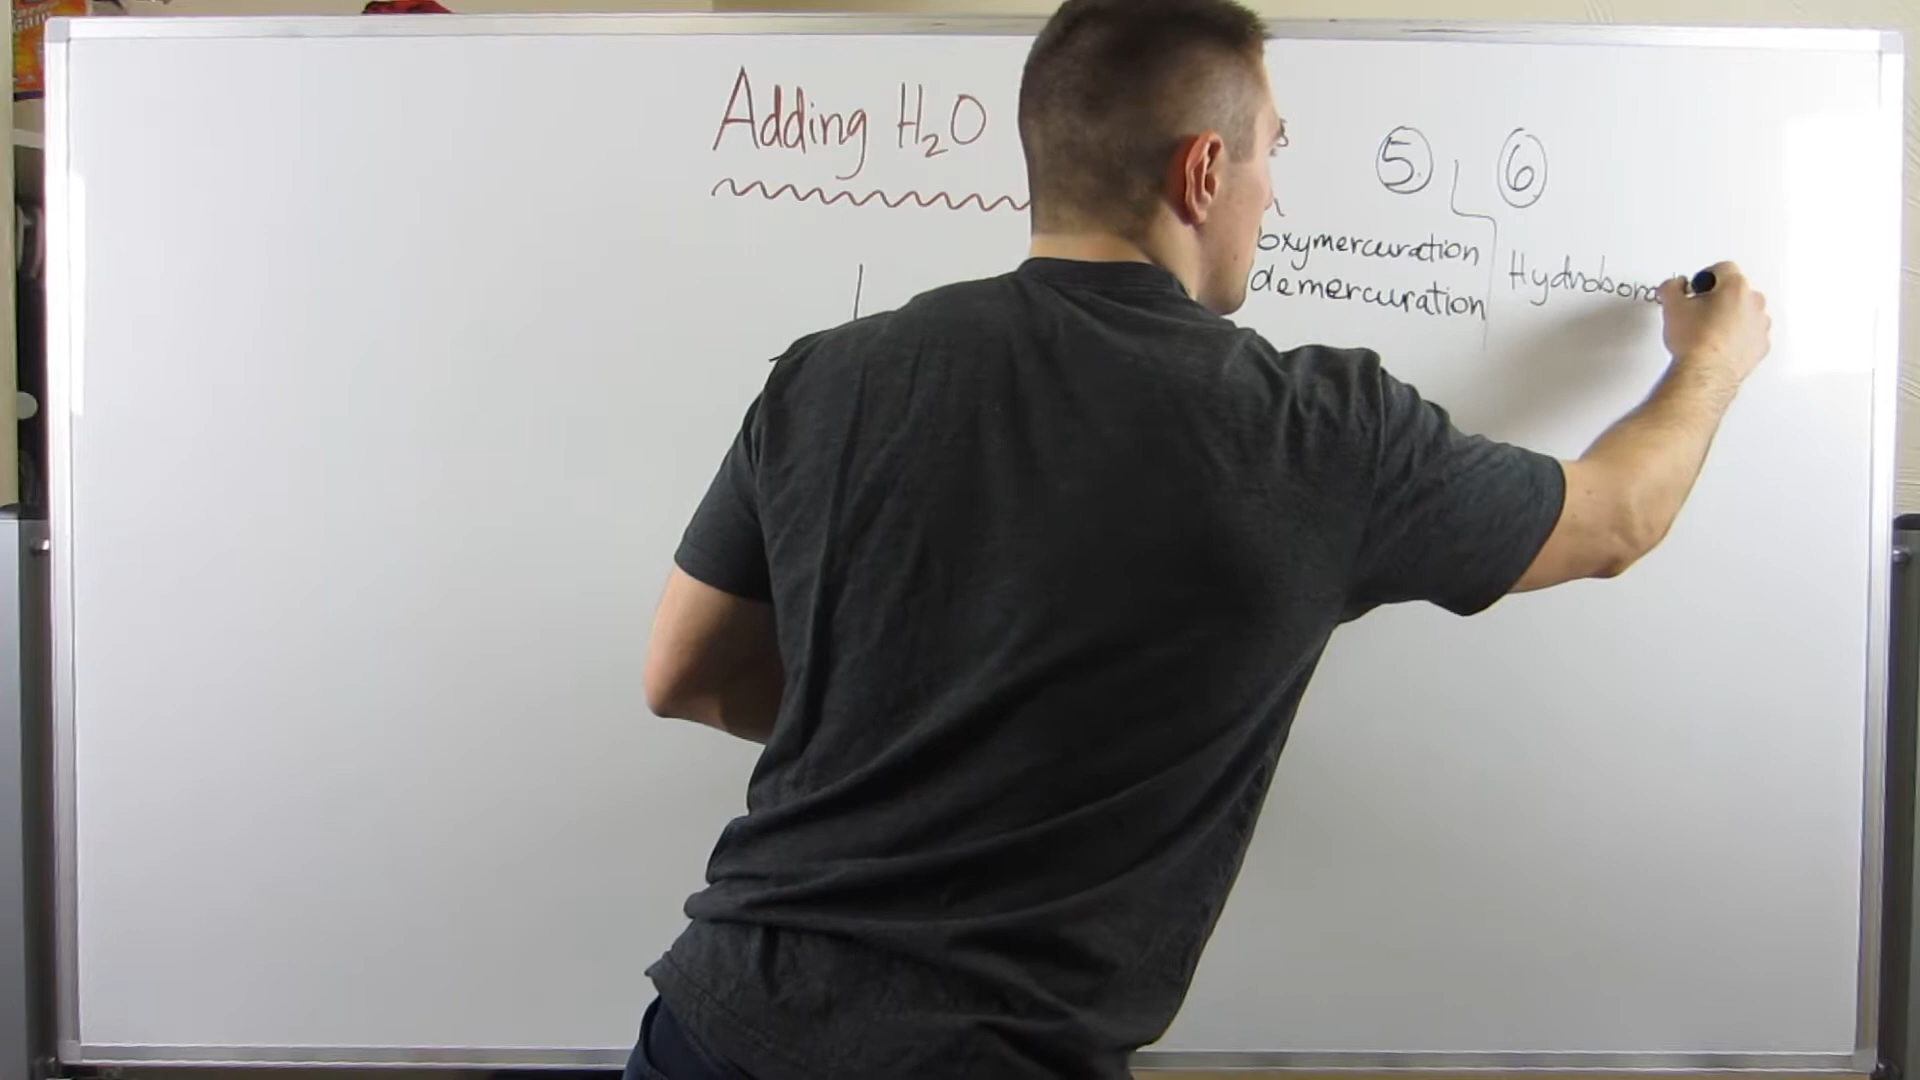 Adding H₂O
5 6
oxymercuration
demercuration
Hydrobora